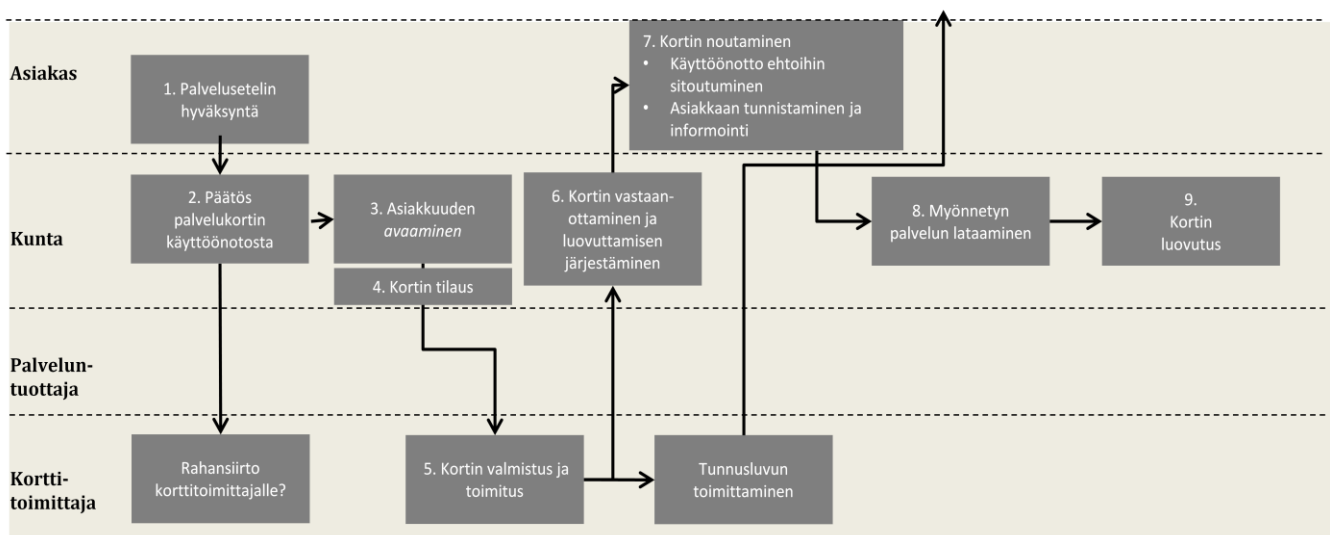 Asiakas
1. Palvelusetelin
hyväksyntä
7. Kortin noutaminen
• Käyttöönotto ehtoihin
sitoutuminen
• Asiakkaan tunnistaminen ja
informointi
Kunta
2. Päätös
palvelukortin
käyttöönotosta
3. Asiakkuuden
avaaminen
4. Kortin tilaus
6. Kortin vastaan-
ottaminen ja
luovuttamisen
järjestäminen
8. Myönnetyn
palvelun lataaminen
9.
Kortin
luovutus
Palvelun-
tuottaja
Kortti-
toimittaja
Rahansiirto
korttitoimittajalle?
5. Kortin valmistus ja
toimitus
Tunnusluvun
toimittaminen